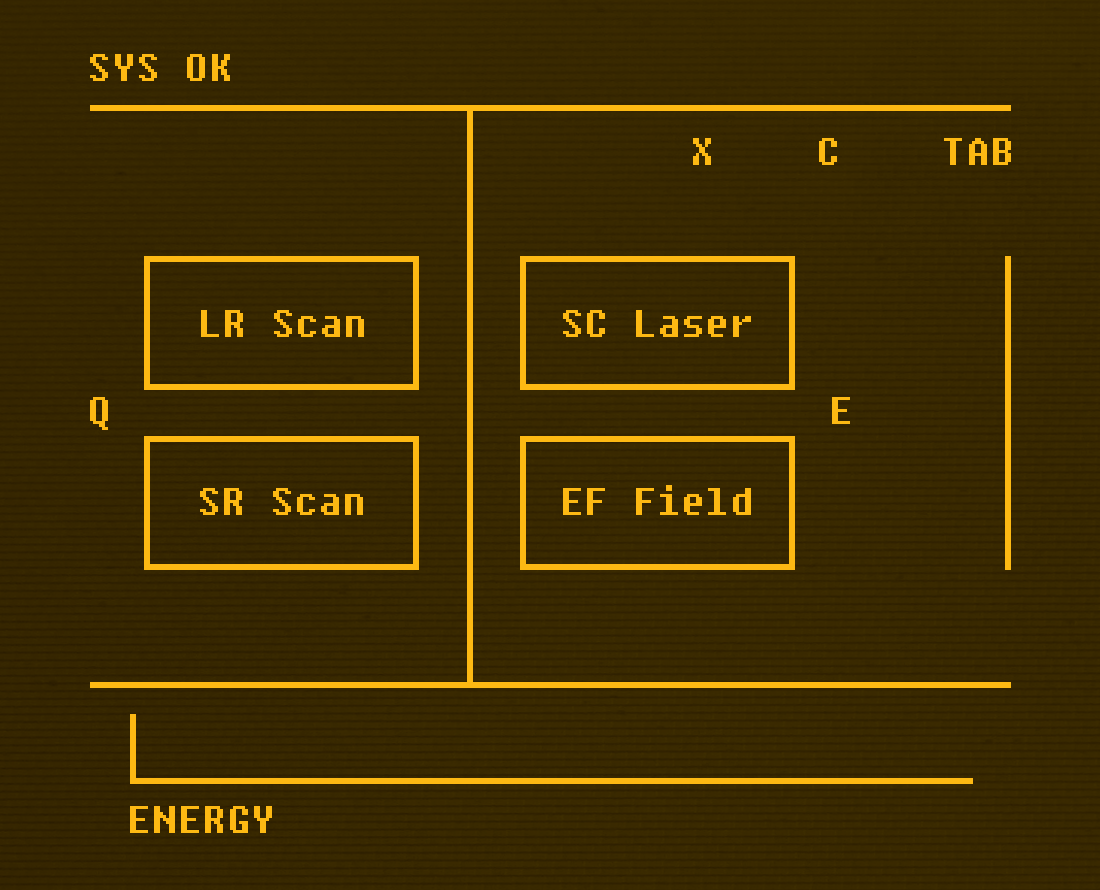 SYS OK
X C TAB
LR Scan
SC Laser
Q
E
SR Scan
EF Field
ENERGY